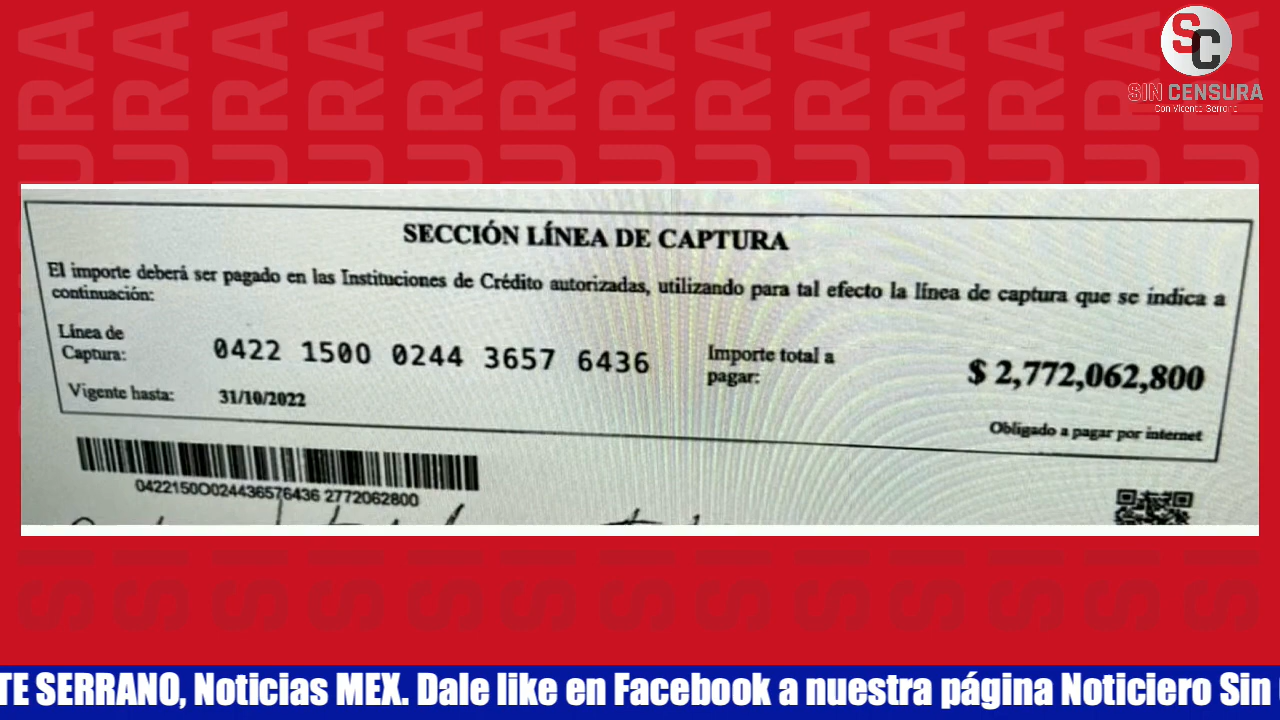 SC
SIN CENSURA
Con Vicente Serrano
SECCIÓN LÍNEA DE CAPTURA
El importe deberá ser pagado en las Instituciones de Crédito autorizadas, utilizando para tal efecto la línea de captura que se indica a
continuación:
Línea de
Captura:
0422 1500 0244 3657 6436
Importe total a
pagar:
$ 2,772,062,800
Vigente hasta: 31/10/2022
Obligado a pagar por internet
04221500024436576436 2772062800
TE SERRANO, Noticias MEX. Dale like en Facebook a nuestra página Noticiero Sin